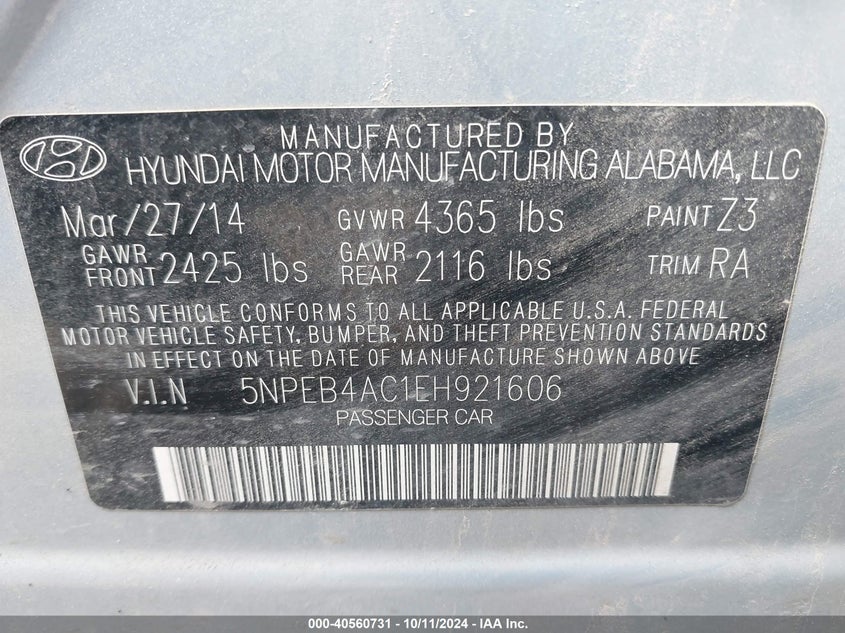 MANUFACTURED BY
HYUNDAI MOTOR MANUFACTURING ALABAMA, LLC
Mar/27/14 GVWR 4365 lbs PAINT Z3
GAWR FRONT 2425 lbs GAWR REAR 2116 lbs TRIM RA
THIS VEHICLE CONFORMS TO ALL APPLICABLE U.S.A. FEDERAL
MOTOR VEHICLE SAFETY, BUMPER, AND THEFT PREVENTION STANDARDS
IN EFFECT ON THE DATE OF MANUFACTURE SHOWN ABOVE
V.I.N 5NPEB4AC1EH921606
PASSENGER CAR
000-40560731 - 10/11/2024 - IAA Inc.